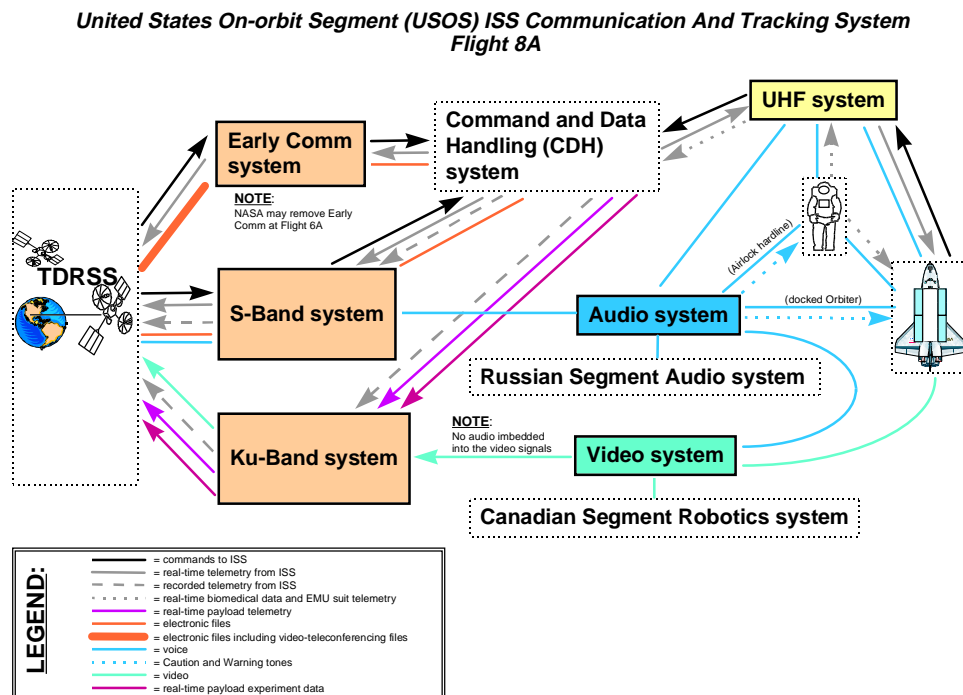 United States On-orbit Segment (USOS) ISS Communication And Tracking System
Flight 8A
UHF system
Early Comm
system
Command and Data
Handling (CDH)
system
NOTE:
NASA may remove Early
Comm at Flight 6A
TDRSS
(Airlock hardline)
S-Band system
Audio system
(docked Orbiter)
Russian Segment Audio system
NOTE:
No audio imbedded
into the video signals
Ku-Band system
Video system
Canadian Segment Robotics system
LEGEND:
= commands to ISS
= real-time telemetry from ISS
= recorded telemetry from ISS
= real-time biomedical data and EMU suit telemetry
= real-time payload telemetry
= electronic files
= electronic files including video-teleconferencing files
= voice
= Caution and Warning tones
= video
= real-time payload experiment data